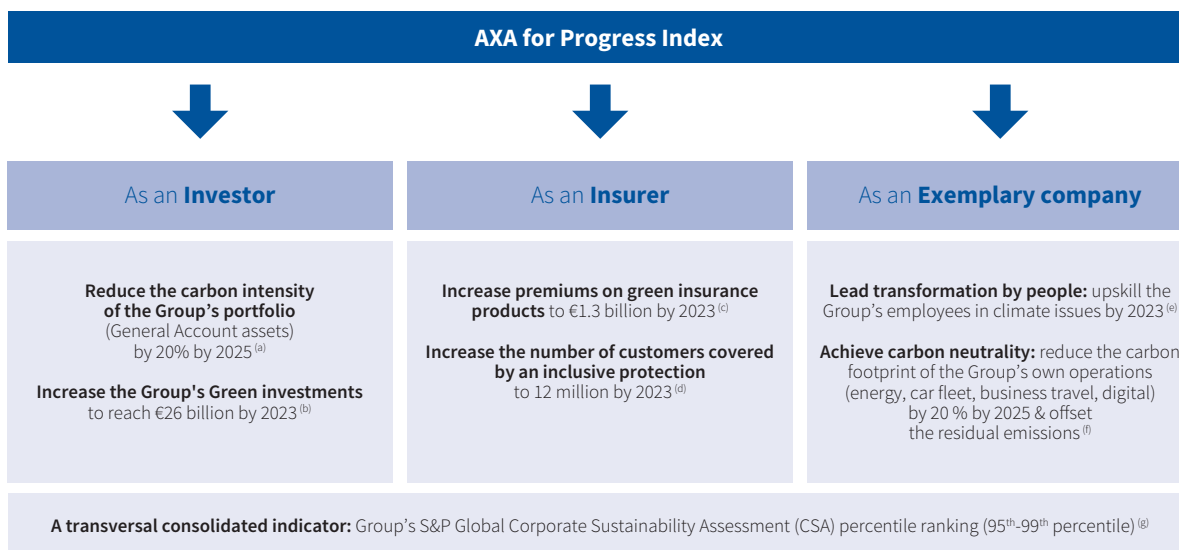 AXA for Progress Index
As an Investor
Reduce the carbon intensity
of the Group's portfolio
(General Account assets)
by 20% by 2025 (a)
Increase the Group's Green investments
to reach €26 billion by 2023 (b)
As an Insurer
Increase premiums on green insurance
products to €1.3 billion by 2023 (c)
Increase the number of customers covered
by an inclusive protection
to 12 million by 2023 (d)
As an Exemplary company
Lead transformation by people: upskill the
Group's employees in climate issues by 2023 (e)
Achieve carbon neutrality: reduce the carbon
footprint of the Group's own operations
(energy, car fleet, business travel, digital)
by 20 % by 2025 & offset
the residual emissions (f)
A transversal consolidated indicator: Group's S&P Global Corporate Sustainability Assessment (CSA) percentile ranking (95th-99th percentile) (g)